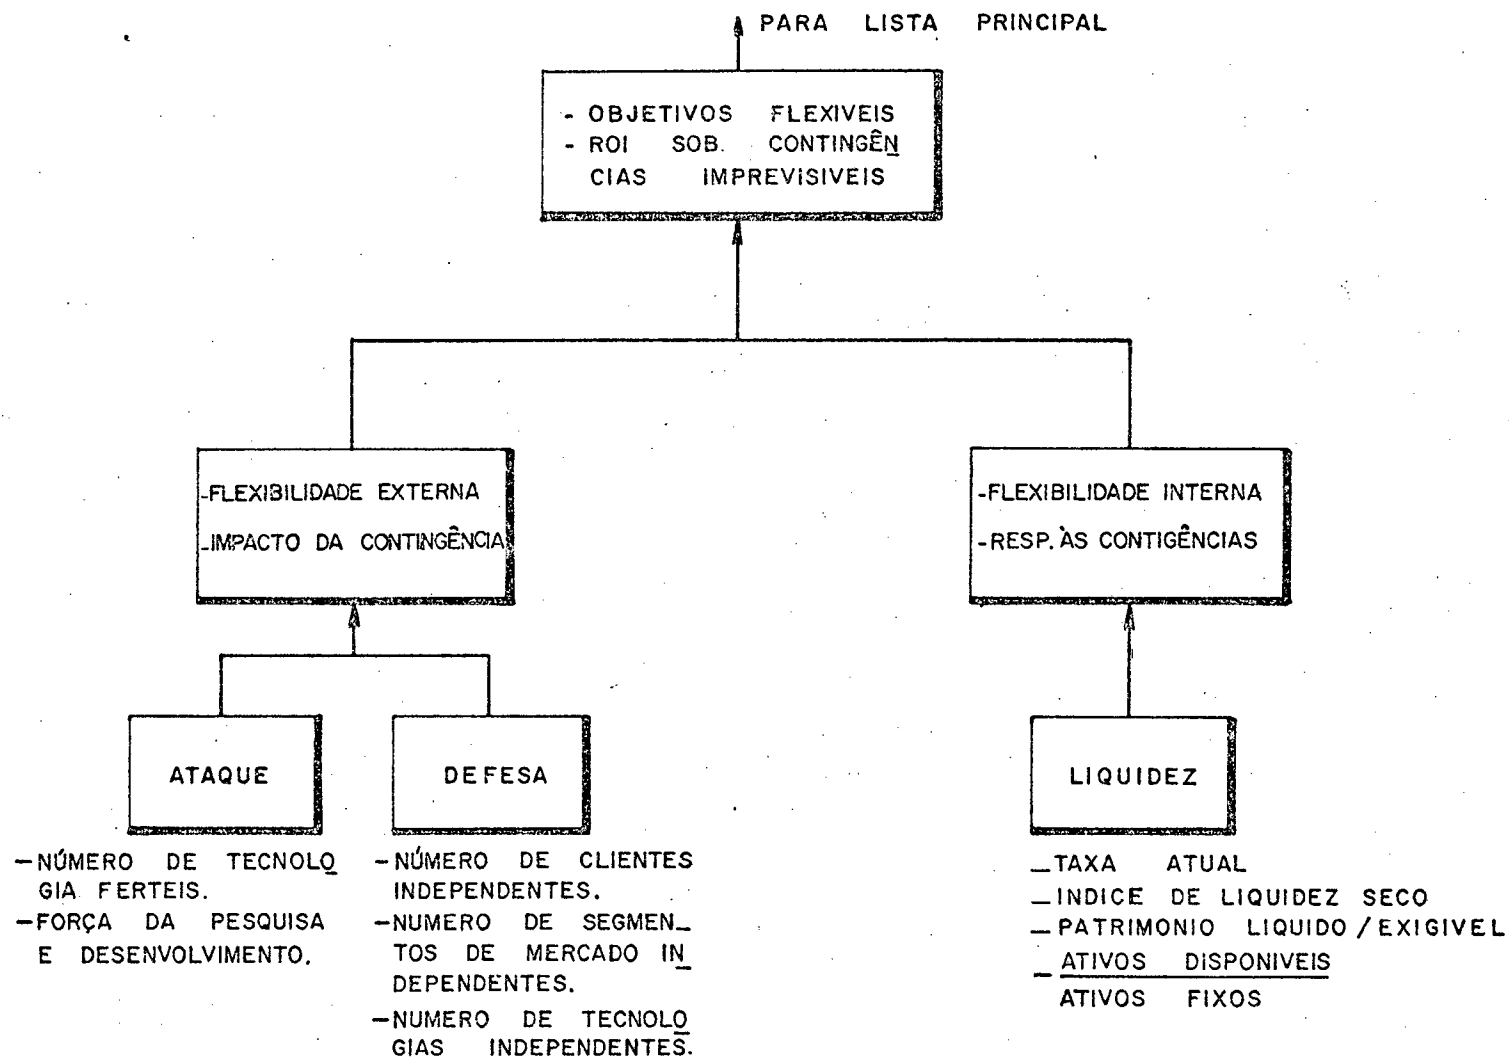 PARA LISTA PRINCIPAL
- OBJETIVOS FLEXIVEIS
- ROI SOB. CONTINGÊN
CIAS IMPREVISIVEIS
-FLEXIBILIDADE EXTERNA
-IMPACTO DA CONTINGÊNCIA
-FLEXIBILIDADE INTERNA
-RESP. ÀS CONTIGÊNCIAS
ATAQUE
DEFESA
LIQUIDEZ
-NÚMERO DE TECNOLO
GIA FERTEIS.
-FORÇA DA PESQUISA
E DESENVOLVIMENTO.
-NÚMERO DE CLIENTES
INDEPENDENTES.
-NUMERO DE SEGMEN_
TOS DE MERCADO IN
DEPENDENTES.
-NUMERO DE TECNOLO
GIAS INDEPENDENTES.
_TAXA ATUAL
_INDICE DE LIQUIDEZ SECO
_PATRIMONIO LIQUIDO/EXIGIVEL
_ ATIVOS DISPONIVEIS
ATIVOS FIXOS